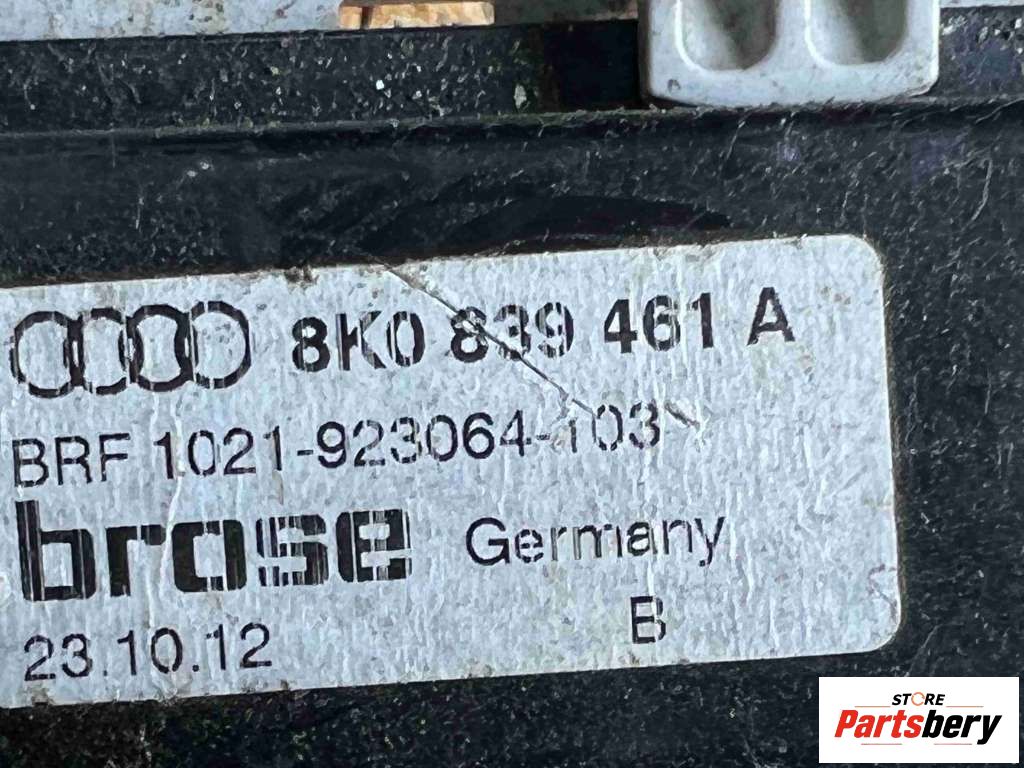 8K0 839 461 A
BRF 1021-923064-103
brose Germany
23.10.12 B
STORE
Partsbery